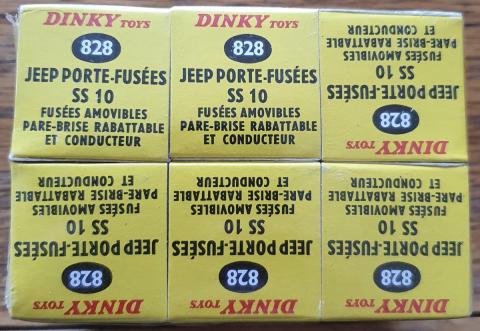 DINKY TOYS
828
JEEP PORTE-FUSÉES
SS 10
FUSÉES AMOVIBLES
PARE-BRISE RABATTABLE
ET CONDUCTEUR
DINKY TOYS
828
JEEP PORTE-FUSÉES
SS 10
FUSÉES AMOVIBLES
PARE-BRISE RABATTABLE
ET CONDUCTEUR
DINKY TOYS
828
JEEP PORTE-FUSÉES
SS 10
FUSÉES AMOVIBLES
PARE-BRISE RABATTABLE
ET CONDUCTEUR
DINKY TOYS
828
JEEP PORTE-FUSÉES
SS 10
FUSÉES AMOVIBLES
PARE-BRISE RABATTABLE
ET CONDUCTEUR
DINKY TOYS
828
JEEP PORTE-FUSÉES
SS 10
FUSÉES AMOVIBLES
PARE-BRISE RABATTABLE
ET CONDUCTEUR
DINKY TOYS
828
JEEP PORTE-FUSÉES
SS 10
FUSÉES AMOVIBLES
PARE-BRISE RABATTABLE
ET CONDUCTEUR